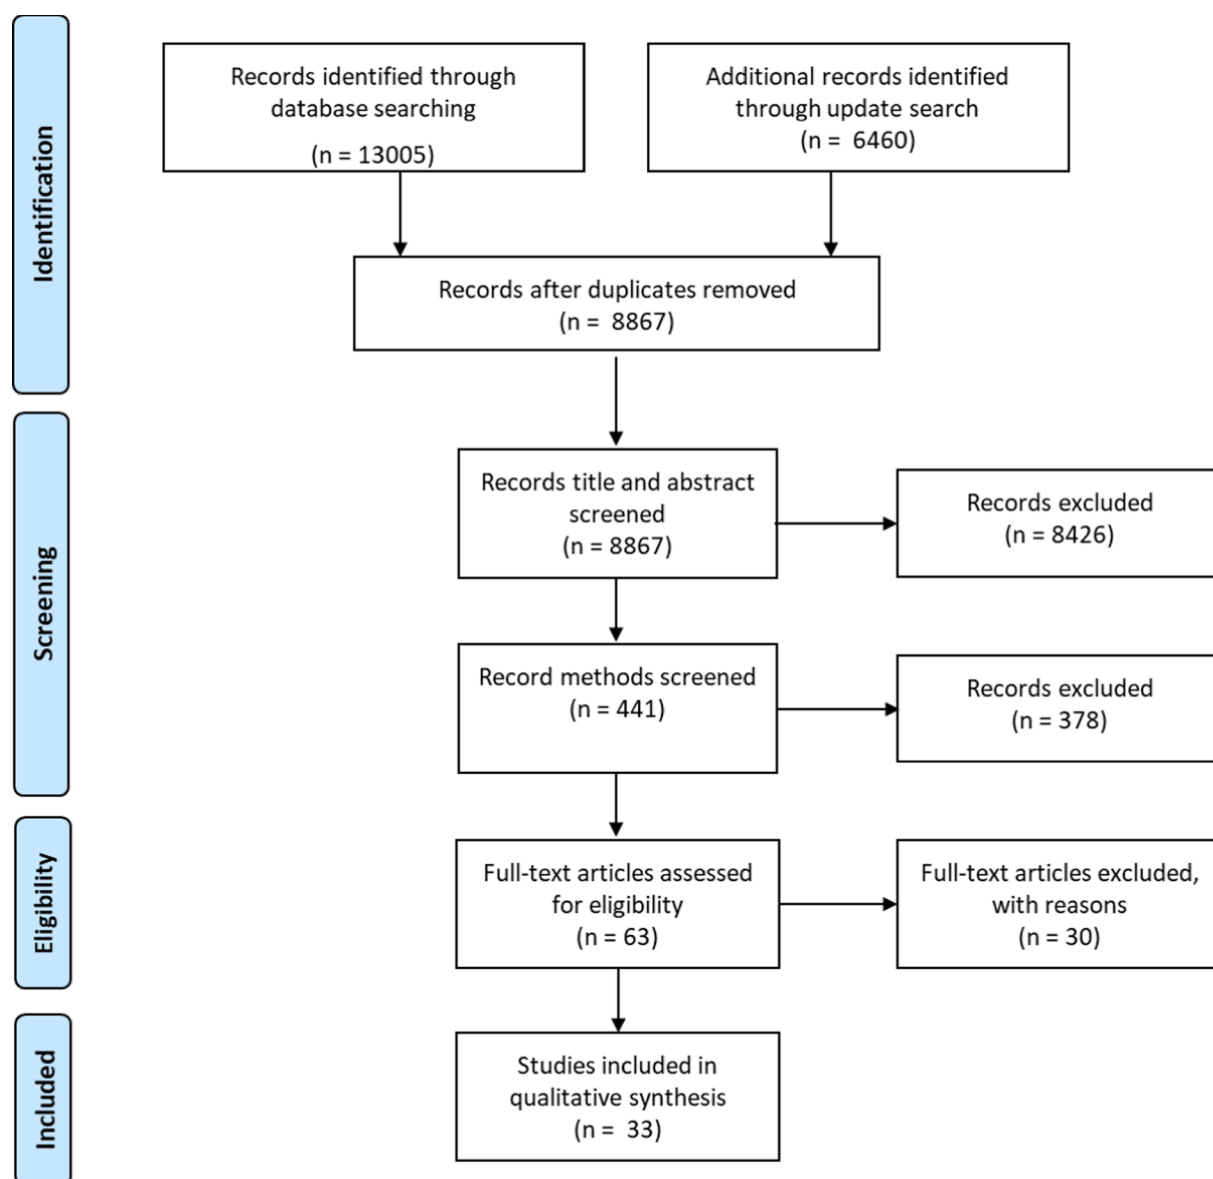 Identification
Records identified through
database searching
(n = 13005)
Additional records identified
through update search
(n =  6460)
Records after duplicates removed
(n =  8867)
Screening
Records title and abstract
screened
(n = 8867)
Records excluded
(n = 8426)
Record methods screened
(n = 441)
Records excluded
(n = 378)
Eligibility
Full-text articles assessed
for eligibility
(n = 63)
Full-text articles excluded,
with reasons
(n = 30)
Included
Studies included in
qualitative synthesis
(n =  33)